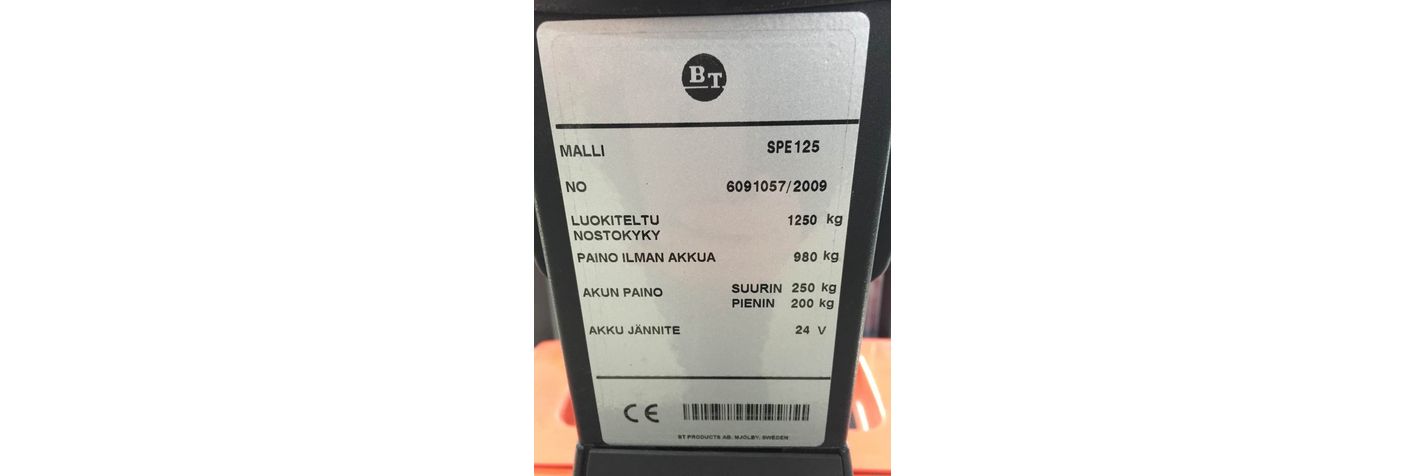 BT
MALLI SPE125
NO 6091057/2009
LUOKITELTU 1250 kg
NOSTOKYKY
PAINO ILMAN AKKUA 980 kg
AKUN PAINO SUURIN 250 kg
PIENIN 200 kg
AKKU JÄNNITE 24 V
CE
BT PRODUCTS AB, MJÖLBY, SWEDEN